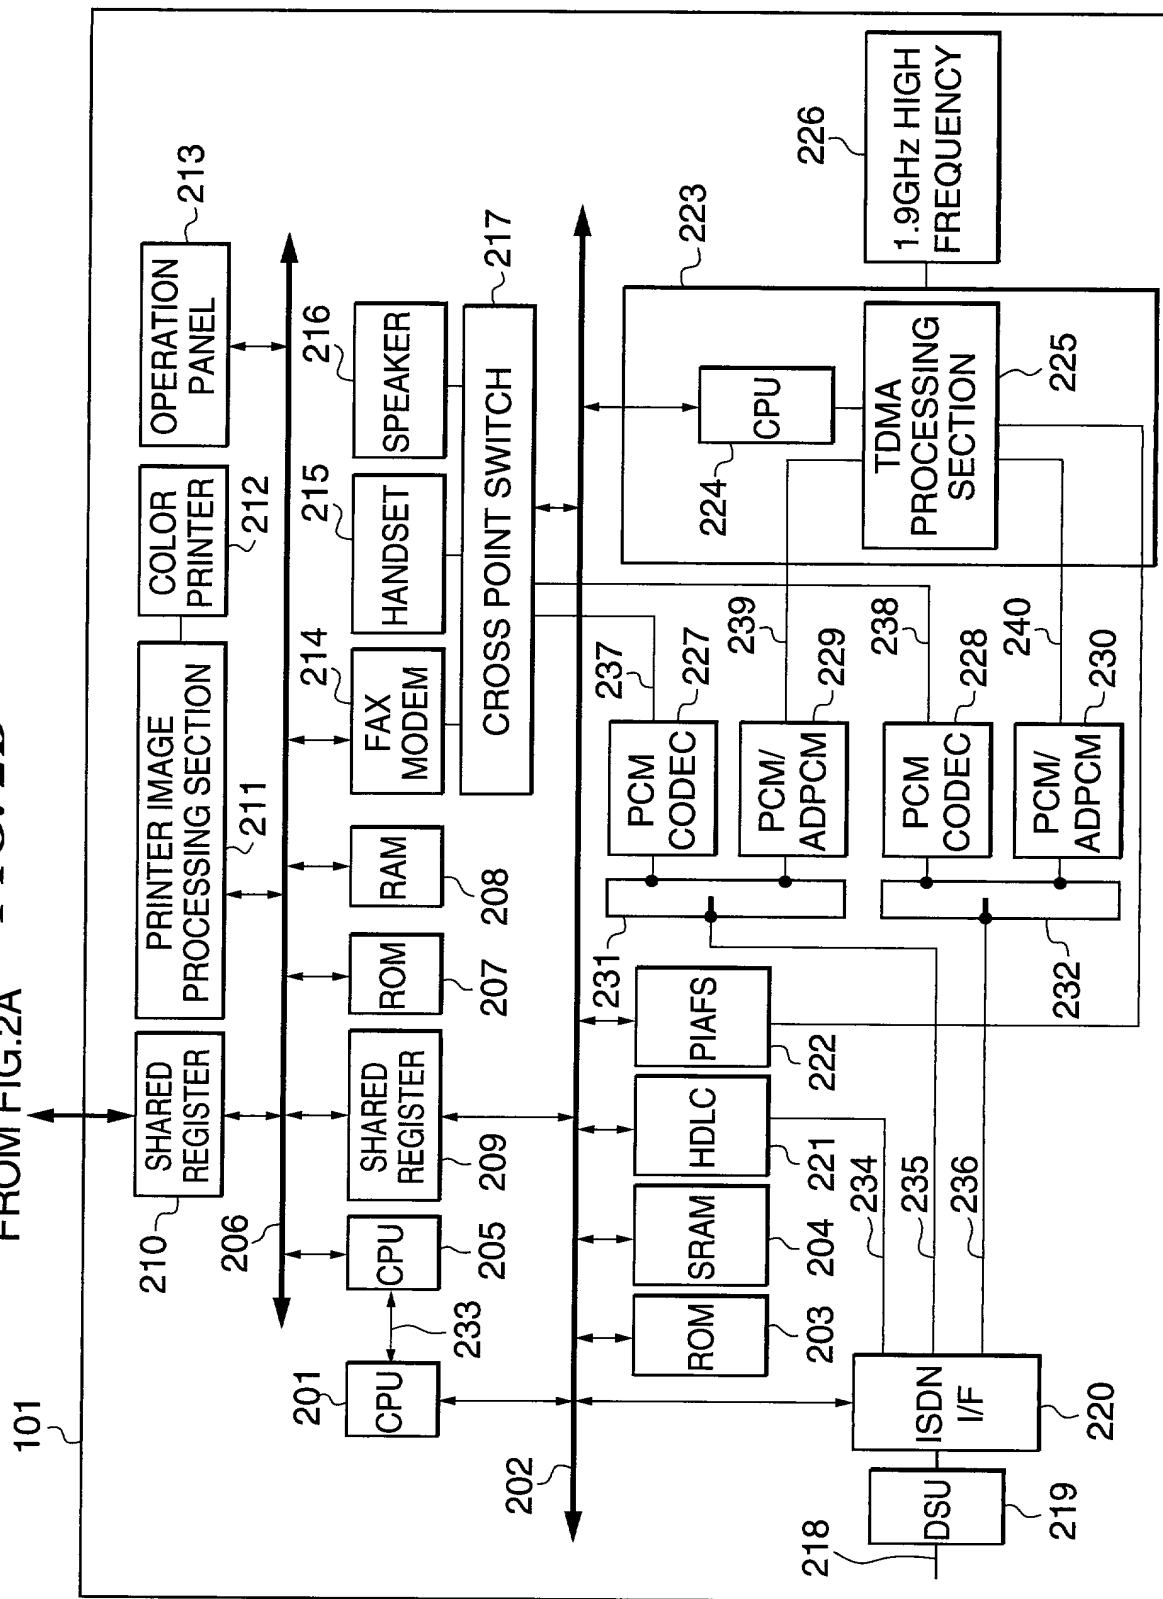 FROM FIG.2A
101
210
SHARED
REGISTER
PRINTER IMAGE
PROCESSING SECTION
211
COLOR
PRINTER
212
OPERATION
PANEL
213
206
201
CPU
233
CPU
205
SHARED
REGISTER
209
ROM
207
RAM
208
214
FAX
MODEM
215
HANDSET
216
SPEAKER
CROSS POINT SWITCH
217
202
ROM
203
SRAM
204
HDLC
221
PIAFS
222
231
237
PCM
CODEC
227
239
PCM/
ADPCM
229
238
PCM
CODEC
228
240
PCM/
ADPCM
230
232
223
224
CPU
TDMA
PROCESSING
SECTION
225
226
1.9GHz HIGH
FREQUENCY
234
235
236
218
DSU
219
ISDN
I/F
220